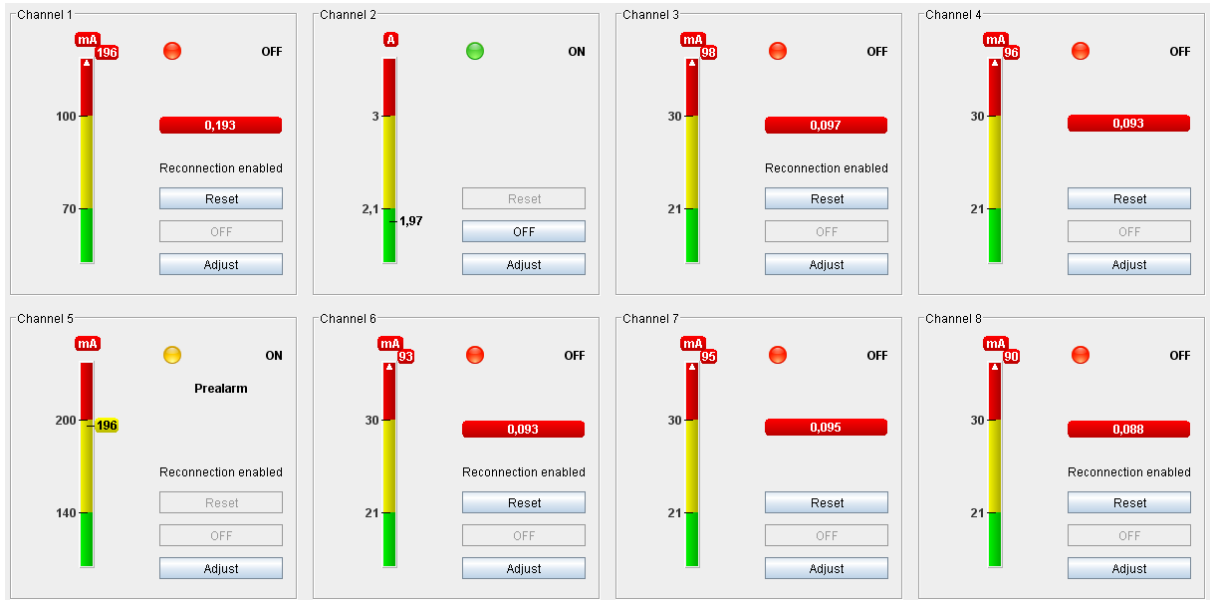 Channel 1
mA
196
OFF
100
0,193
Reconnection enabled
70
Reset
OFF
Adjust
Channel 2
A
ON
3
2,1
1,97
Reset
OFF
Adjust
Channel 3
mA
98
OFF
30
0,097
Reconnection enabled
21
Reset
OFF
Adjust
Channel 4
mA
96
OFF
30
0,093
21
Reset
OFF
Adjust
Channel 5
mA
ON
Prealarm
200
196
Reconnection enabled
Reset
140
OFF
Adjust
Channel 6
mA
93
OFF
30
0,093
Reconnection enabled
Reset
21
OFF
Adjust
Channel 7
mA
95
OFF
30
0,095
Reset
21
OFF
Adjust
Channel 8
mA
90
OFF
30
0,088
Reconnection enabled
Reset
21
OFF
Adjust